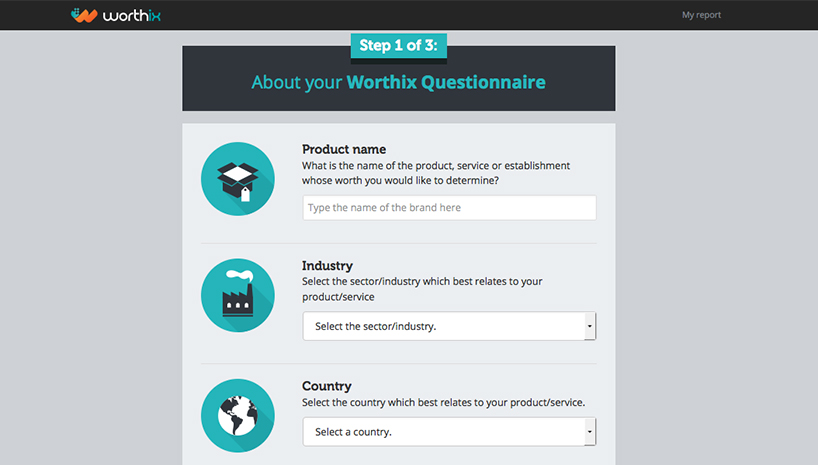 worthix
My report
Step 1 of 3:
About your Worthix Questionnaire
Product name
What is the name of the product, service or establishment
whose worth you would like to determine?
Type the name of the brand here
Industry
Select the sector/industry which best relates to your
product/service
Select the sector/industry.
Country
Select the country which best relates to your product/service.
Select a country.